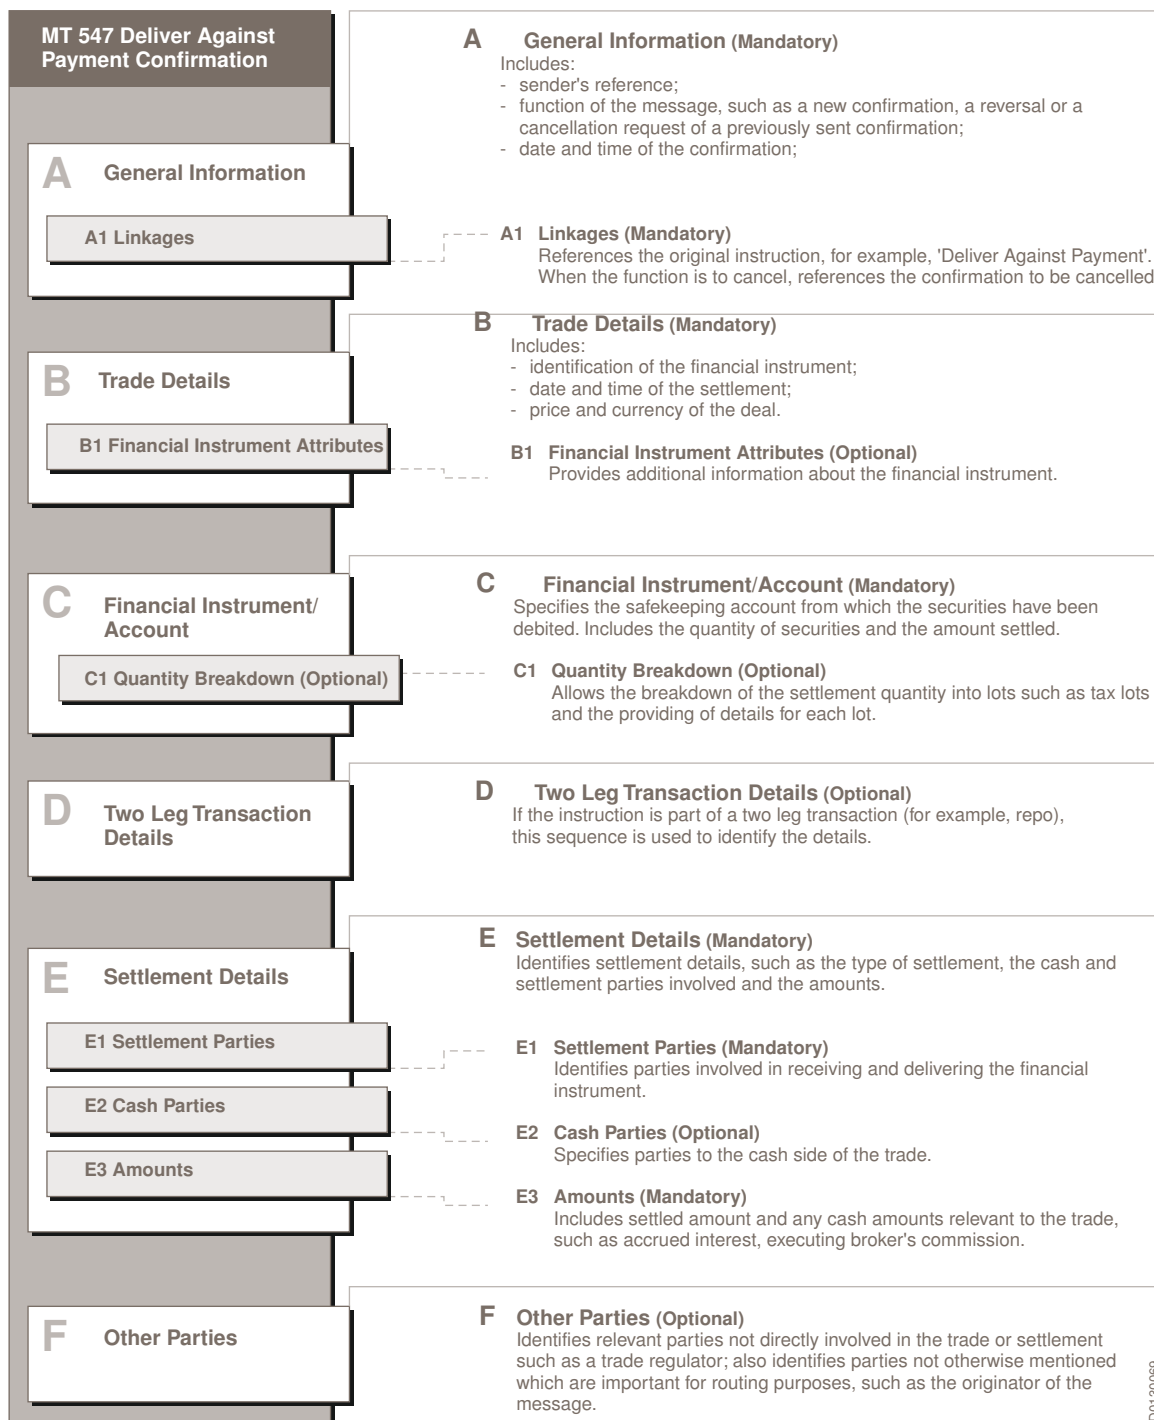 MT 547 Deliver Against
Payment Confirmation
A General Information (Mandatory)
Includes:
- sender's reference;
- function of the message, such as a new confirmation, a reversal or a
cancellation request of a previously sent confirmation;
- date and time of the confirmation;
A General Information
A1 Linkages
A1 Linkages (Mandatory)
References the original instruction, for example, 'Deliver Against Payment'.
When the function is to cancel, references the confirmation to be cancelled
B Trade Details (Mandatory)
Includes:
- identification of the financial instrument;
- date and time of the settlement;
- price and currency of the deal.
B Trade Details
B1 Financial Instrument Attributes
B1 Financial Instrument Attributes (Optional)
Provides additional information about the financial instrument.
C Financial Instrument/Account (Mandatory)
Specifies the safekeeping account from which the securities have been
debited. Includes the quantity of securities and the amount settled.
C Financial Instrument/
Account
C1 Quantity Breakdown (Optional)
C1 Quantity Breakdown (Optional)
Allows the breakdown of the settlement quantity into lots such as tax lots
and the providing of details for each lot.
D Two Leg Transaction Details (Optional)
If the instruction is part of a two leg transaction (for example, repo),
this sequence is used to identify the details.
D Two Leg Transaction
Details
E Settlement Details (Mandatory)
Identifies settlement details, such as the type of settlement, the cash and
settlement parties involved and the amounts.
E Settlement Details
E1 Settlement Parties
E2 Cash Parties
E3 Amounts
E1 Settlement Parties (Mandatory)
Identifies parties involved in receiving and delivering the financial
instrument.
E2 Cash Parties (Optional)
Specifies parties to the cash side of the trade.
E3 Amounts (Mandatory)
Includes settled amount and any cash amounts relevant to the trade,
such as accrued interest, executing broker's commission.
F Other Parties (Optional)
Identifies relevant parties not directly involved in the trade or settlement
such as a trade regulator; also identifies parties not otherwise mentioned
which are important for routing purposes, such as the originator of the
message.
F Other Parties
D0130069